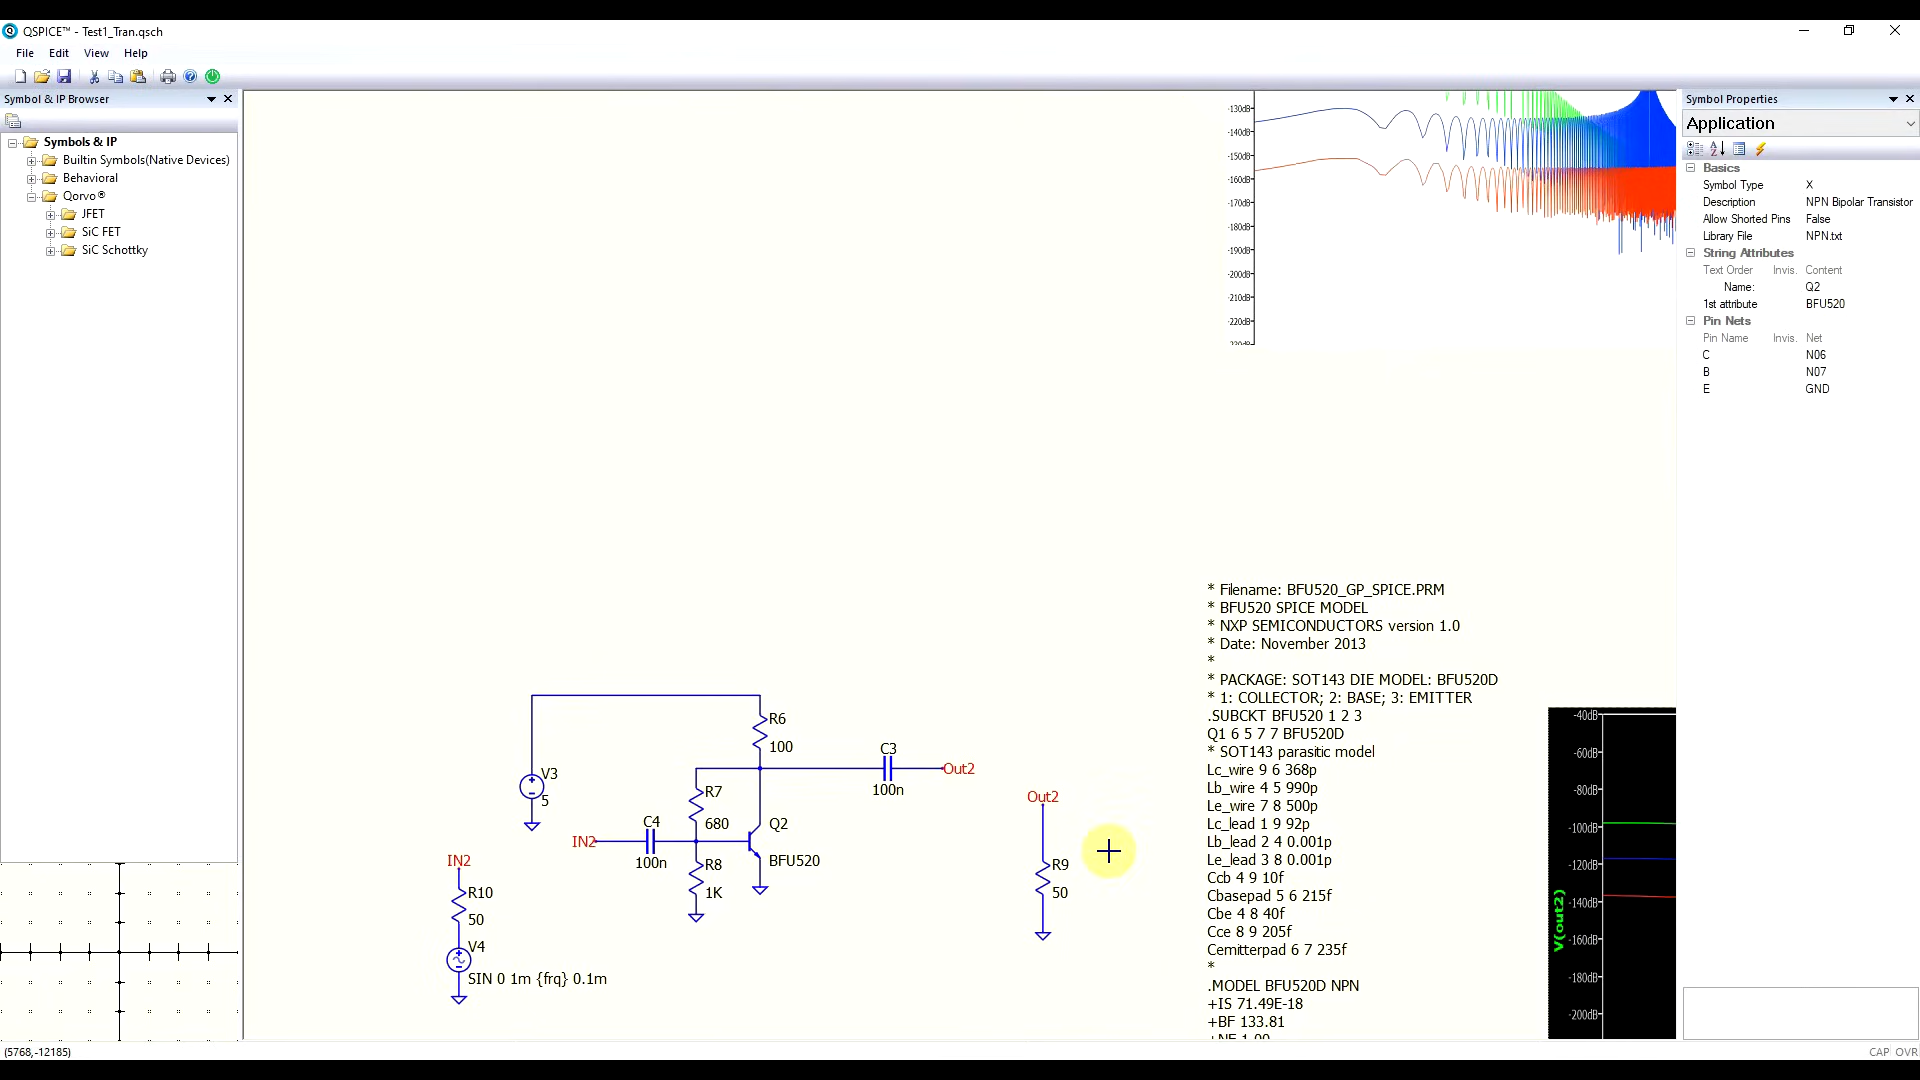 QSPICE™ - Test1_Tran.qsch
File Edit View Help
Symbol & IP Browser
Symbols & IP
Builtin Symbols(Native Devices)
Behavioral
Qorvo®
JFET
SiC FET
SiC Schottky
-130dB
-140dB
-150dB
-160dB
-170dB
-180dB
-190dB
-200dB
-210dB
-220dB
-230dB
R6
100
C3
100n
Out2
V3
5
R7
680
Q2
BFU520
C4
100n
IN2
R8
1K
IN2
R10
50
V4
SIN 0 1m {frq} 0.1m
Out2
R9
50
* Filename: BFU520_GP_SPICE.PRM
* BFU520 SPICE MODEL
* NXP SEMICONDUCTORS version 1.0
* Date: November 2013
*
* PACKAGE: SOT143 DIE MODEL: BFU520D
* 1: COLLECTOR; 2: BASE; 3: EMITTER
.SUBCKT BFU520 1 2 3
Q1 6 5 7 7 BFU520D
* SOT143 parasitic model
Lc_wire 9 6 368p
Lb_wire 4 5 990p
Le_wire 7 8 500p
Lc_lead 1 9 92p
Lb_lead 2 4 0.001p
Le_lead 3 8 0.001p
Ccb 4 9 10f
Cbasepad 5 6 215f
Cbe 4 8 40f
Cce 8 9 205f
Cemitterpad 6 7 235f
*
.MODEL BFU520D NPN
+IS 71.49E-18
+BF 133.81
+NF 1.00
-40dB
-60dB
-80dB
-100dB
-120dB
-140dB
-160dB
-180dB
-200dB
V(out2)
Symbol Properties
Application
Basics
Symbol Type X
Description NPN Bipolar Transistor
Allow Shorted Pins False
Library File NPN.txt
String Attributes
Text Order Invis. Content
Name: Q2
1st attribute BFU520
Pin Nets
Pin Name Invis. Net
C N06
B N07
E GND
(5768,-12185)
CAP OVR